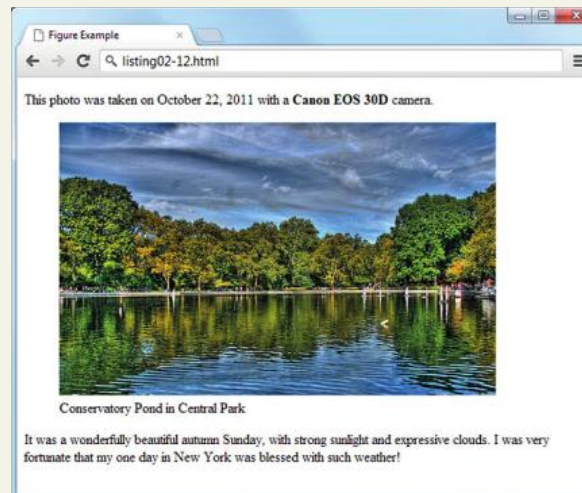 Figure Example
listing02-12.html
This photo was taken on October 22, 2011 with a Canon EOS 30D camera.
Conservatory Pond in Central Park
It was a wonderfully beautiful autumn Sunday, with strong sunlight and expressive clouds. I was very
fortunate that my one day in New York was blessed with such weather!